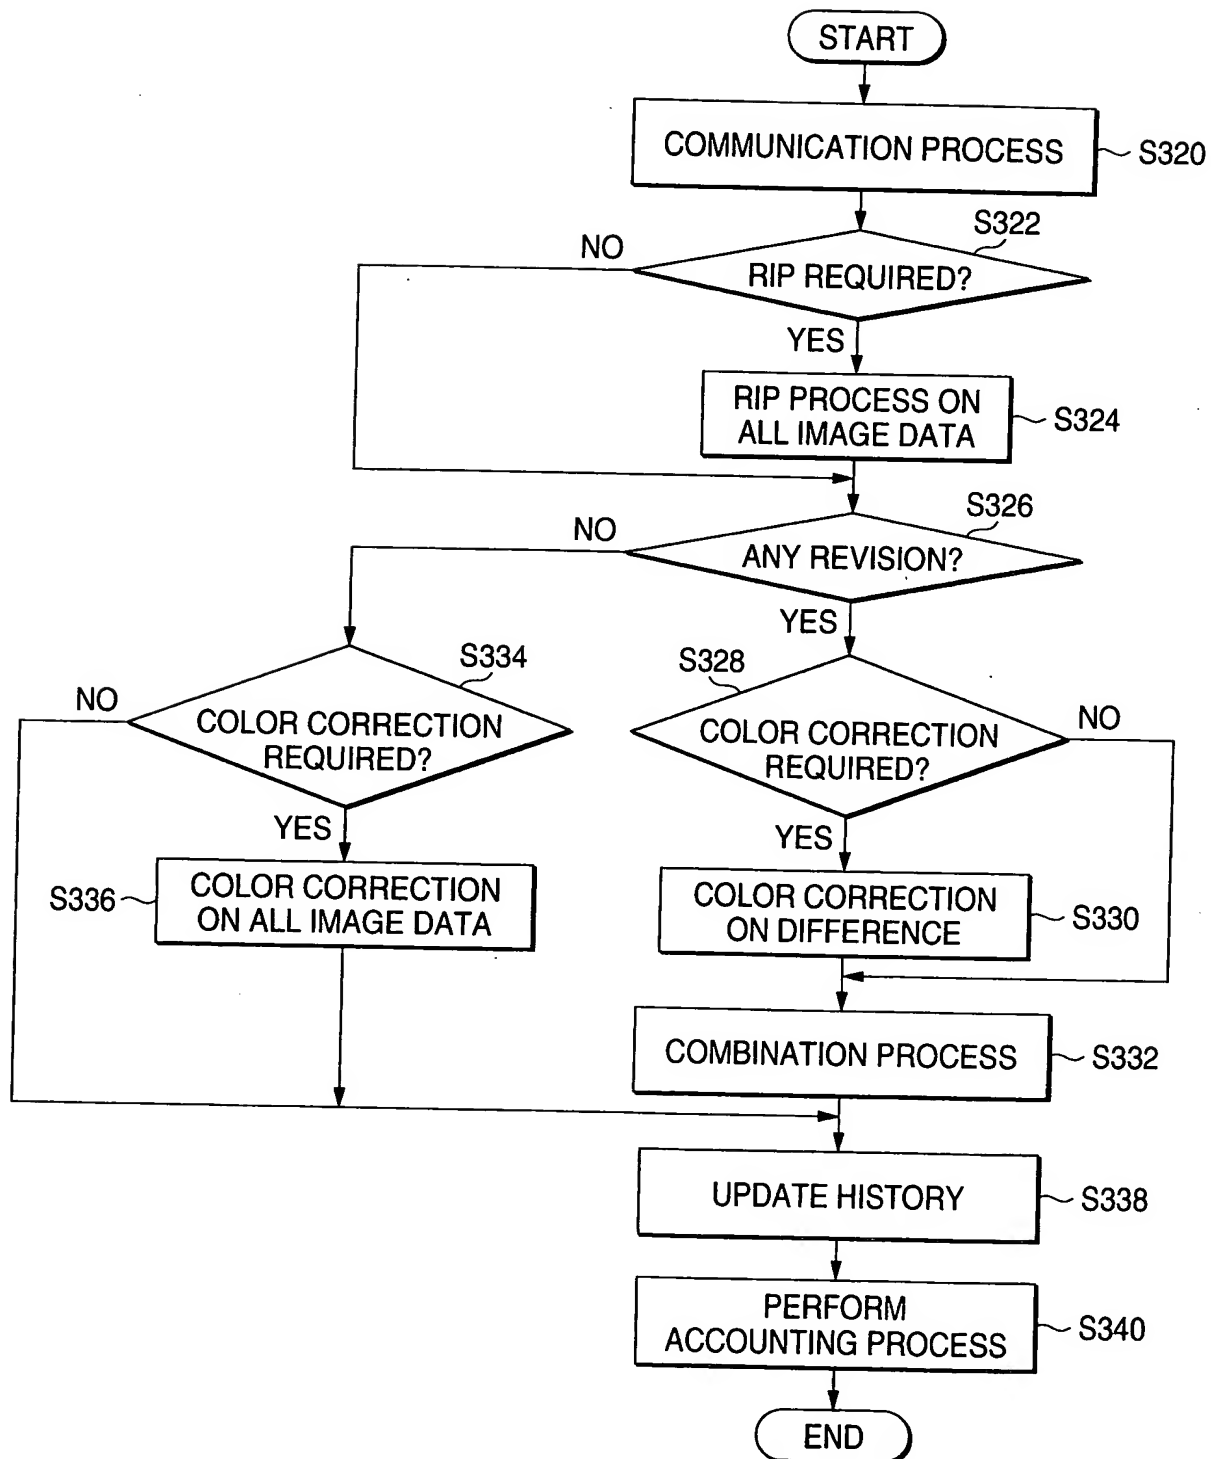 START
COMMUNICATION PROCESS
S320
S322
NO
RIP REQUIRED?
YES
RIP PROCESS ON
ALL IMAGE DATA
S324
S326
NO
ANY REVISION?
YES
S334
NO
COLOR CORRECTION
REQUIRED?
YES
S336
COLOR CORRECTION
ON ALL IMAGE DATA
S328
NO
COLOR CORRECTION
REQUIRED?
YES
COLOR CORRECTION
ON DIFFERENCE
S330
COMBINATION PROCESS
S332
UPDATE HISTORY
S338
PERFORM
ACCOUNTING PROCESS
S340
END